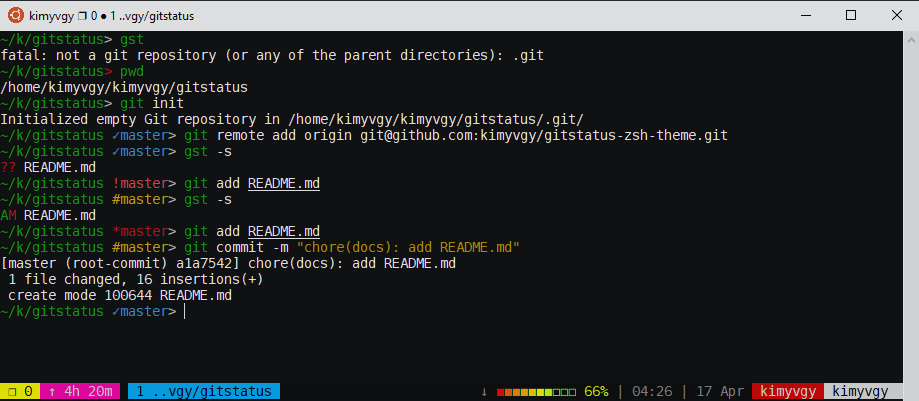 kimyvgy ❐ 0 ● 1 ..vgy/gitstatus
~/k/gitstatus> gst
fatal: not a git repository (or any of the parent directories): .git
~/k/gitstatus> pwd
/home/kimyvgy/kimyvgy/gitstatus
~/k/gitstatus> git init
Initialized empty Git repository in /home/kimyvgy/kimyvgy/gitstatus/.git/
~/k/gitstatus ✓master> git remote add origin git@github.com:kimyvgy/gitstatus-zsh-theme.git
~/k/gitstatus ✓master> gst -s
?? README.md
~/k/gitstatus !master> git add README.md
~/k/gitstatus #master> gst -s
AM README.md
~/k/gitstatus *master> git add README.md
~/k/gitstatus #master> git commit -m "chore(docs): add README.md"
[master (root-commit) a1a7542] chore(docs): add README.md
 1 file changed, 16 insertions(+)
 create mode 100644 README.md
~/k/gitstatus ✓master>
❐ 0 ↑ 4h 20m 1 ..vgy/gitstatus ↓ 66% | 04:26 | 17 Apr kimyvgy kimyvgy